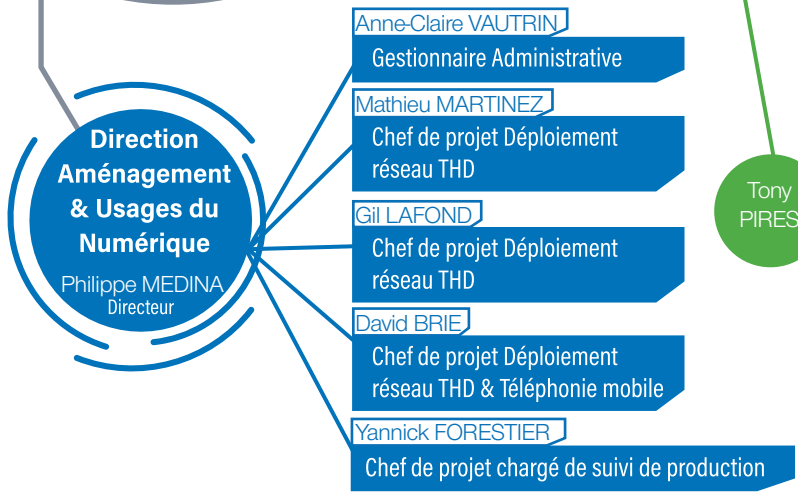 Direction
Aménagement
& Usages du
Numérique
Philippe MEDINA
Directeur
Anne-Claire VAUTRIN
Gestionnaire Administrative
Mathieu MARTINEZ
Chef de projet Déploiement
réseau THD
Gil LAFOND
Chef de projet Déploiement
réseau THD
David BRIE
Chef de projet Déploiement
réseau THD & Téléphonie mobile
Yannick FORESTIER
Chef de projet chargé de suivi de production
Tony
PIRES